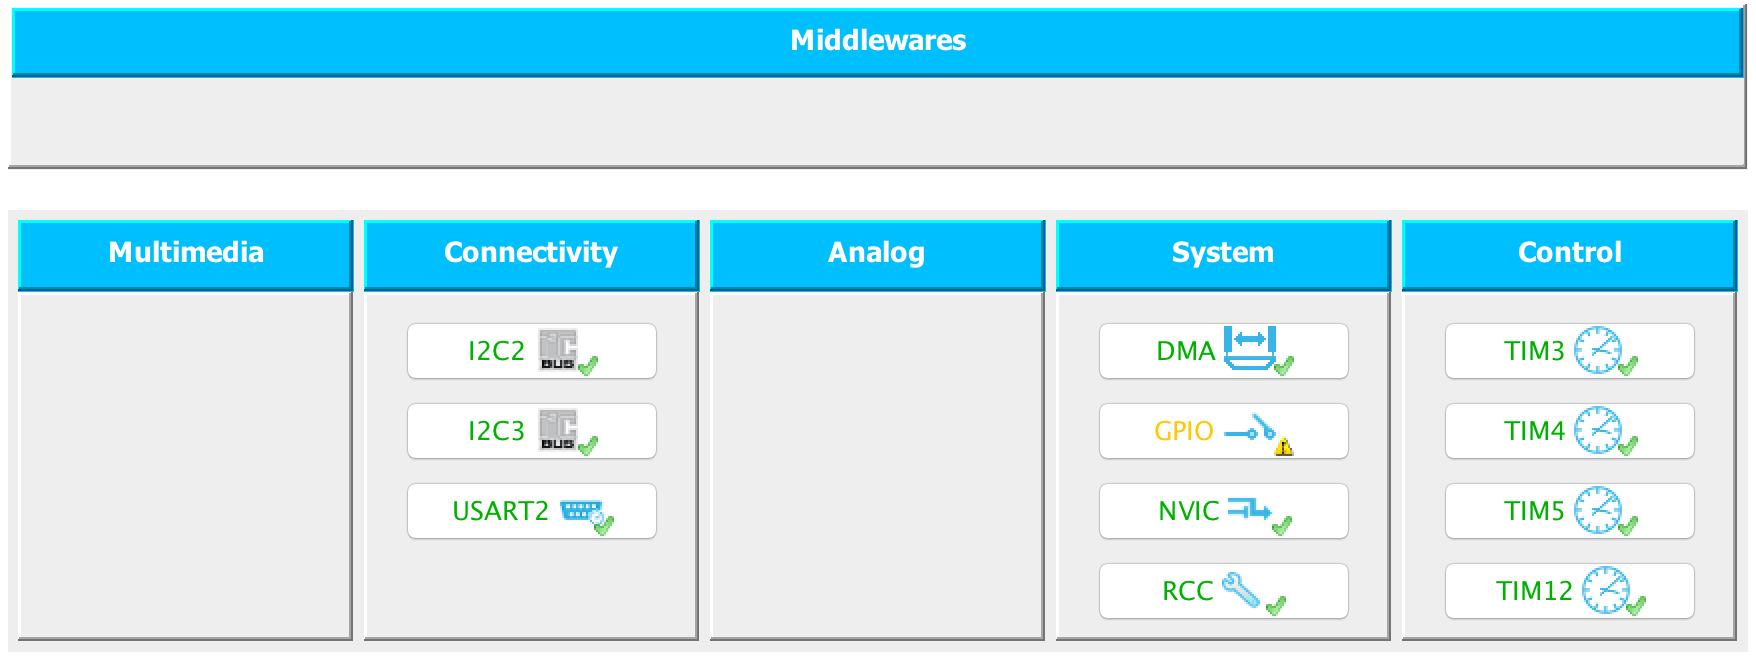 Middlewares
Multimedia
Connectivity
Analog
System
Control
I2C2
I2C3
USART2
DMA
GPIO
NVIC
RCC
TIM3
TIM4
TIM5
TIM12